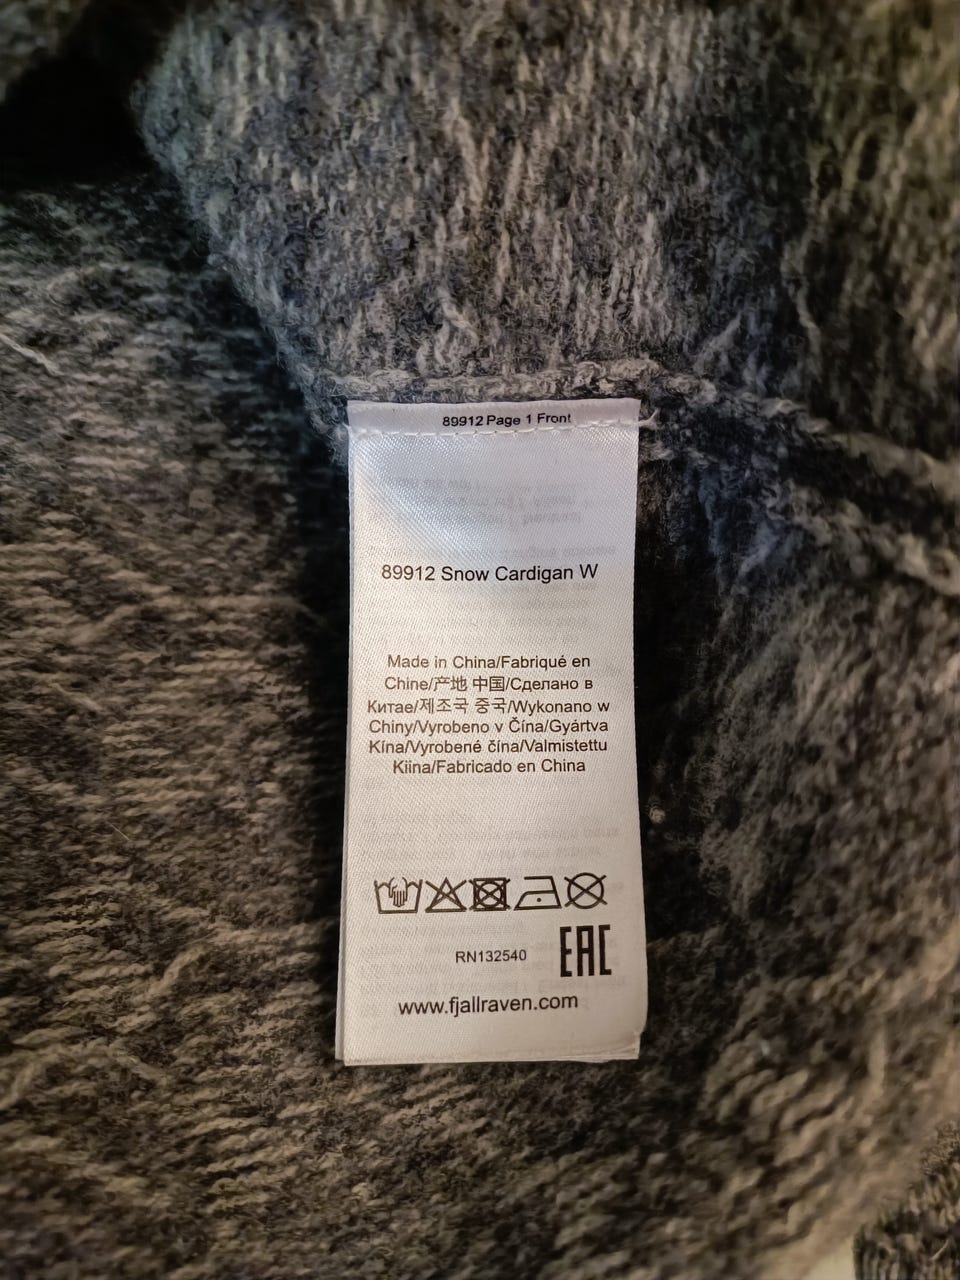 89912 Page 1 Front
89912 Snow Cardigan W
Made in China/Fabriqué en
Chine/产地 中国/Сделано в
Китае/제조국 중국/Wykonano w
Chiny/Vyrobeno v Čína/Gyártva
Kína/Vyrobené čína/Valmistettu
Kiina/Fabricado en China
RN132540
EAC
www.fjallraven.com